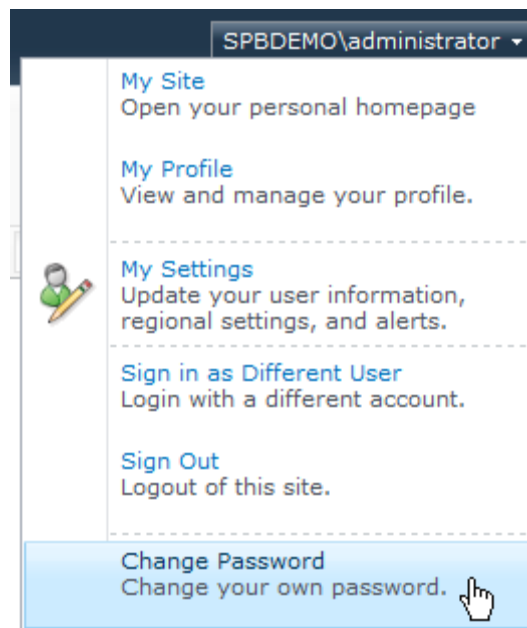 SPBDEMO\administrator
My Site
Open your personal homepage
My Profile
View and manage your profile.
My Settings
Update your user information,
regional settings, and alerts.
Sign in as Different User
Login with a different account.
Sign Out
Logout of this site.
Change Password
Change your own password.